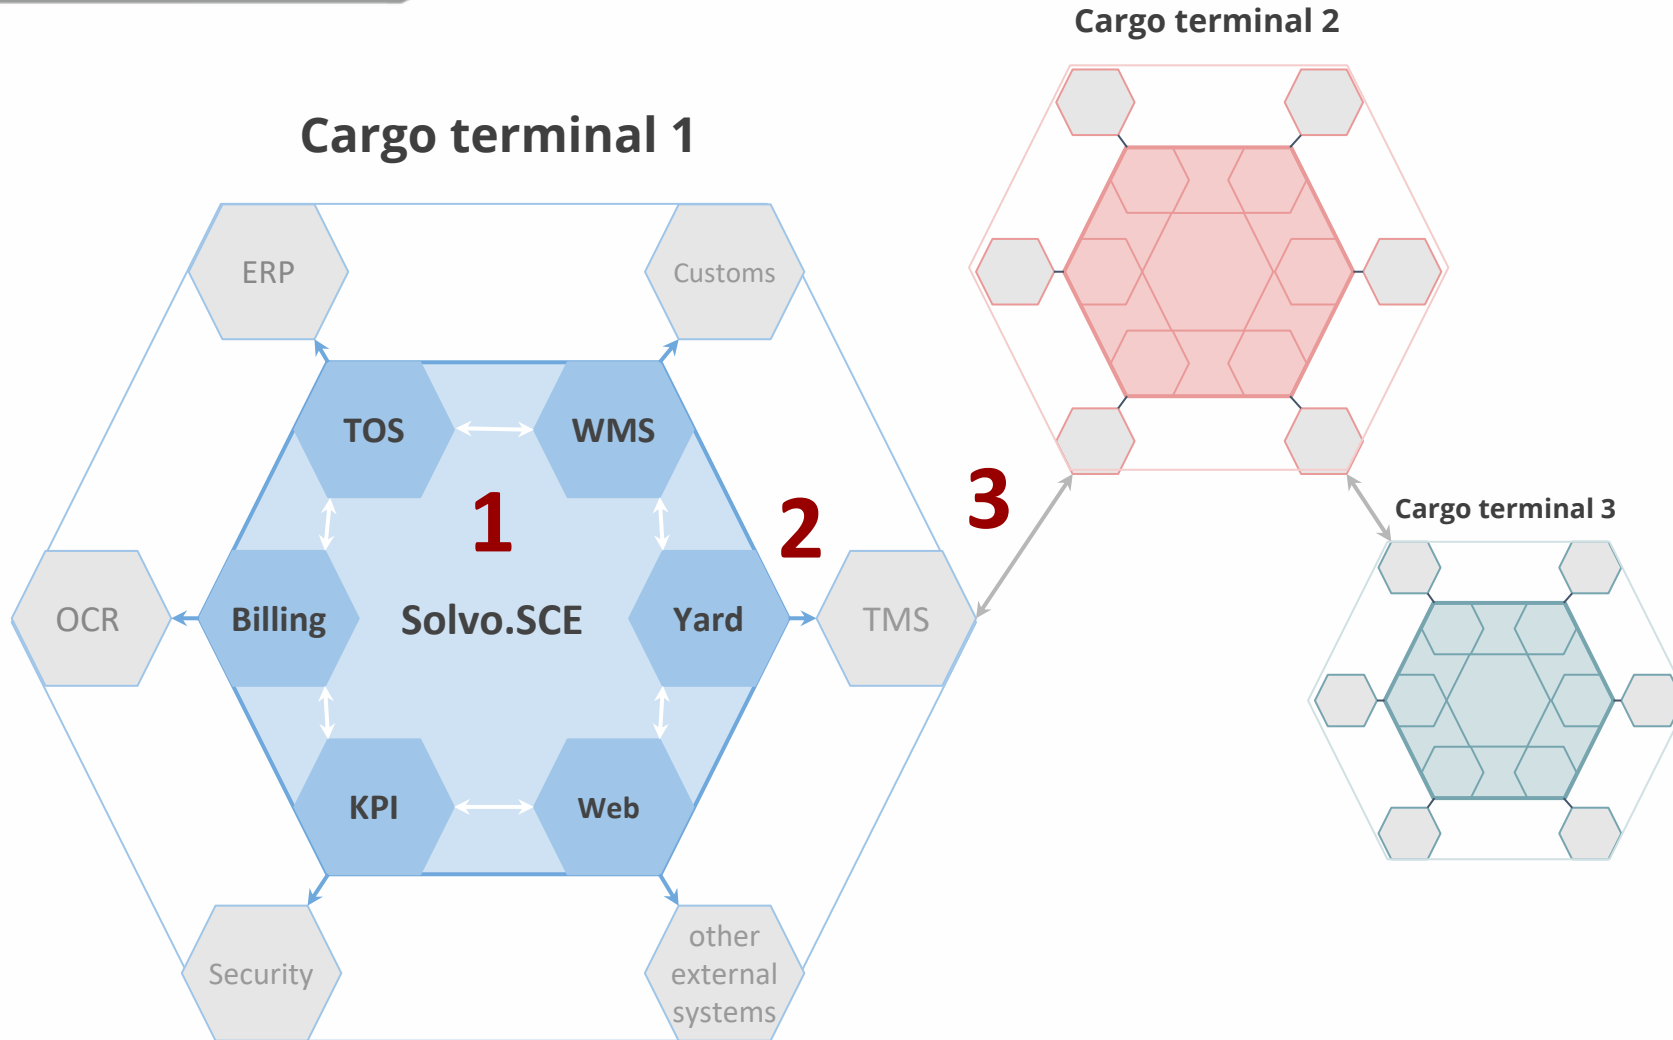 Cargo terminal 2
Cargo terminal 1
ERP
Customs
TOS
WMS
1
2
3
Cargo terminal 3
OCR
Billing
Solvo.SCE
Yard
TMS
KPI
Web
Security
other
external
systems